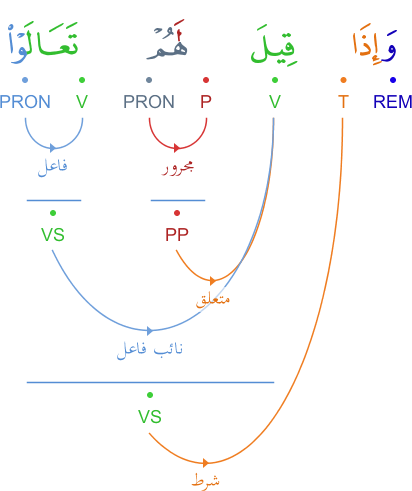 وَإِذَا قِيلَ لَهُمْ تَعَالَوْا۟
REM T V P PRON V PRON
مجرور فاعل
PP VS
متعلق
نائب فاعل
VS
شرط